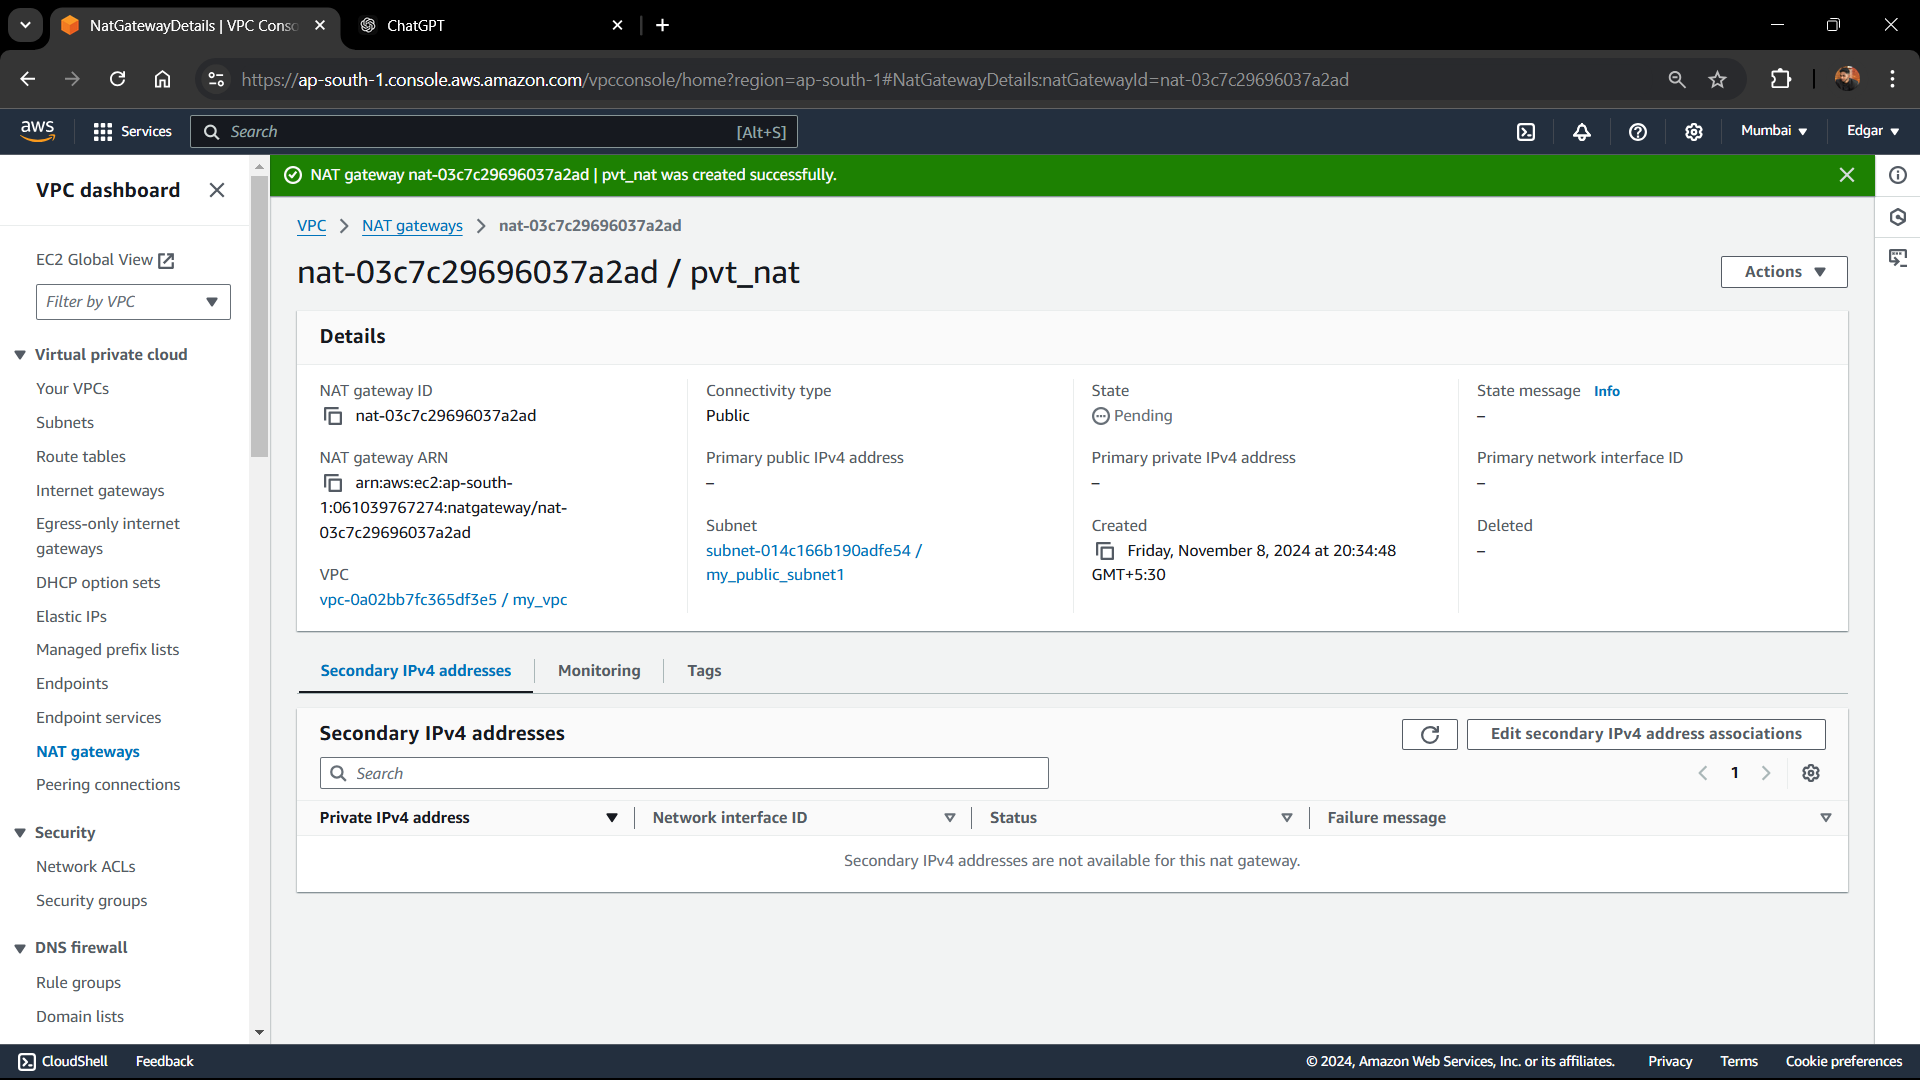 NatGatewayDetails | VPC Conso
ChatGPT
https://ap-south-1.console.aws.amazon.com/vpcconsole/home?region=ap-south-1#NatGatewayDetails:natGatewayId=nat-03c7c29696037a2ad
aws
Services
Search
[Alt+S]
Mumbai
Edgar
VPC dashboard
EC2 Global View
Filter by VPC
Virtual private cloud
Your VPCs
Subnets
Route tables
Internet gateways
Egress-only internet
gateways
DHCP option sets
Elastic IPs
Managed prefix lists
Endpoints
Endpoint services
NAT gateways
Peering connections
Security
Network ACLs
Security groups
DNS firewall
Rule groups
Domain lists
NAT gateway nat-03c7c29696037a2ad | pvt_nat was created successfully.
VPC
NAT gateways
nat-03c7c29696037a2ad
nat-03c7c29696037a2ad / pvt_nat
Actions
Details
NAT gateway ID
nat-03c7c29696037a2ad
NAT gateway ARN
arn:aws:ec2:ap-south-
1:061039767274:natgateway/nat-
03c7c29696037a2ad
VPC
vpc-0a02bb7fc365df3e5 / my_vpc
Connectivity type
Public
Primary public IPv4 address
–
Subnet
subnet-014c166b190adfe54 /
my_public_subnet1
State
Pending
Primary private IPv4 address
–
Created
Friday, November 8, 2024 at 20:34:48
GMT+5:30
State message Info
–
Primary network interface ID
–
Deleted
–
Secondary IPv4 addresses
Monitoring
Tags
Secondary IPv4 addresses
Edit secondary IPv4 address associations
Search
1
Private IPv4 address
Network interface ID
Status
Failure message
Secondary IPv4 addresses are not available for this nat gateway.
CloudShell
Feedback
© 2024, Amazon Web Services, Inc. or its affiliates.
Privacy
Terms
Cookie preferences